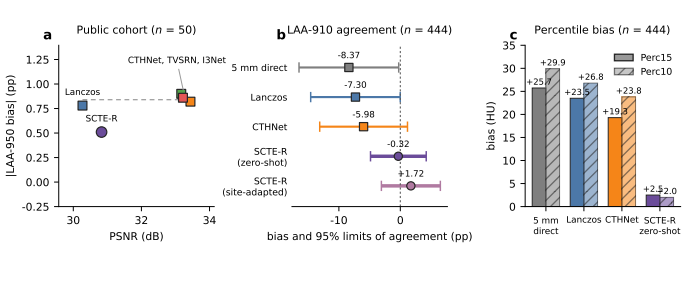 a
Public cohort (n = 50)
|LAA-950 bias| (pp)
1.25
1.00
0.75
0.50
0.25
0.00
-0.25
CTHNet, TVSRN, I3Net
Lanczos
SCTE-R
30
32
34
PSNR (dB)
b
LAA-910 agreement (n = 444)
5 mm direct
Lanczos
CTHNet
SCTE-R
(zero-shot)
SCTE-R
(site-adapted)
-8.37
-7.30
-5.98
-0.32
+1.72
-10
0
bias and 95% limits of agreement (pp)
c
Percentile bias (n = 444)
bias (HU)
35
30
25
20
15
10
5
0
Perc15
Perc10
+25.7
+29.9
+23.5
+26.8
+19.3
+23.8
+2.5
+2.0
5 mm
direct
Lanczos
CTHNet
SCTE-R
zero-shot